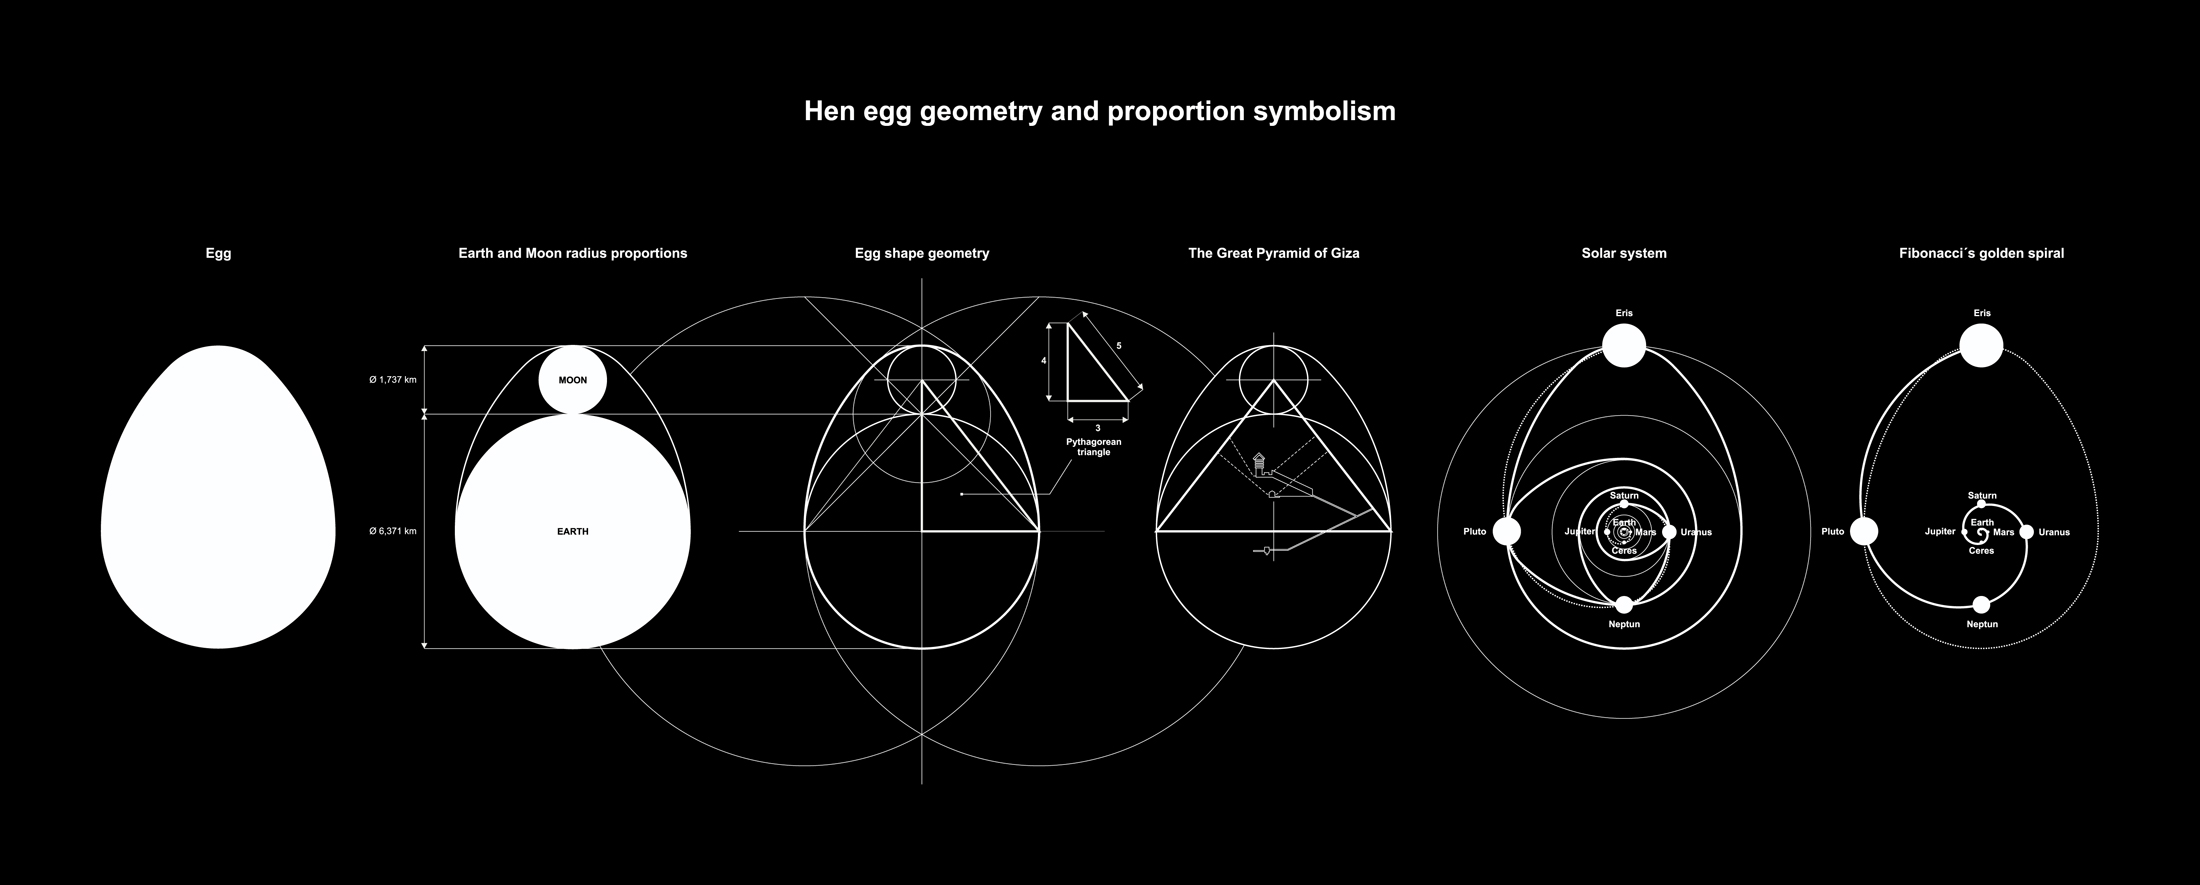 Hen egg geometry and proportion symbolism
Egg
Earth and Moon radius proportions
Egg shape geometry
The Great Pyramid of Giza
Solar system
Fibonacci´s golden spiral
Ø 1,737 km
MOON
Ø 6,371 km
EARTH
4
5
3
Pythagorean
triangle
Eris
Saturn
Earth
Pluto
Jupiter
Mars
Uranus
Ceres
Neptun
Eris
Saturn
Earth
Pluto
Jupiter
Mars
Uranus
Ceres
Neptun